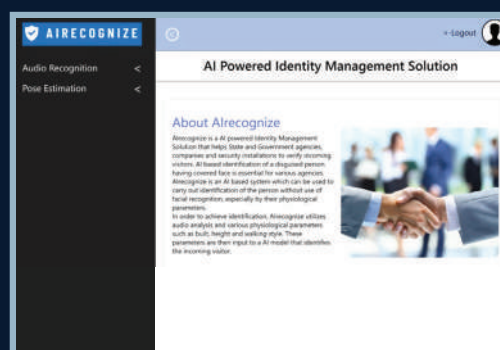 AIRECOGNIZE
Logout
Audio Recognition <
Pose Estimation <
AI Powered Identity Management Solution
About AIrecognize
AIrecognize is a AI powered Identity Management
Solution that helps State and Government agencies,
companies and security installations to verify incoming
visitors. AI based identification of a disguised person
having covered face is essential for various agencies.
AIrecognize is an AI based system which can be used to
carry out identification of the person without use of
facial recognition, especially by their physiological
parameters.
In order to achieve identification, AIrecognize utilizes
audio analysis and various physiological parameters
such as built, height and walking style. These
parameters are then input to a AI model that identifies
the incoming visitor.